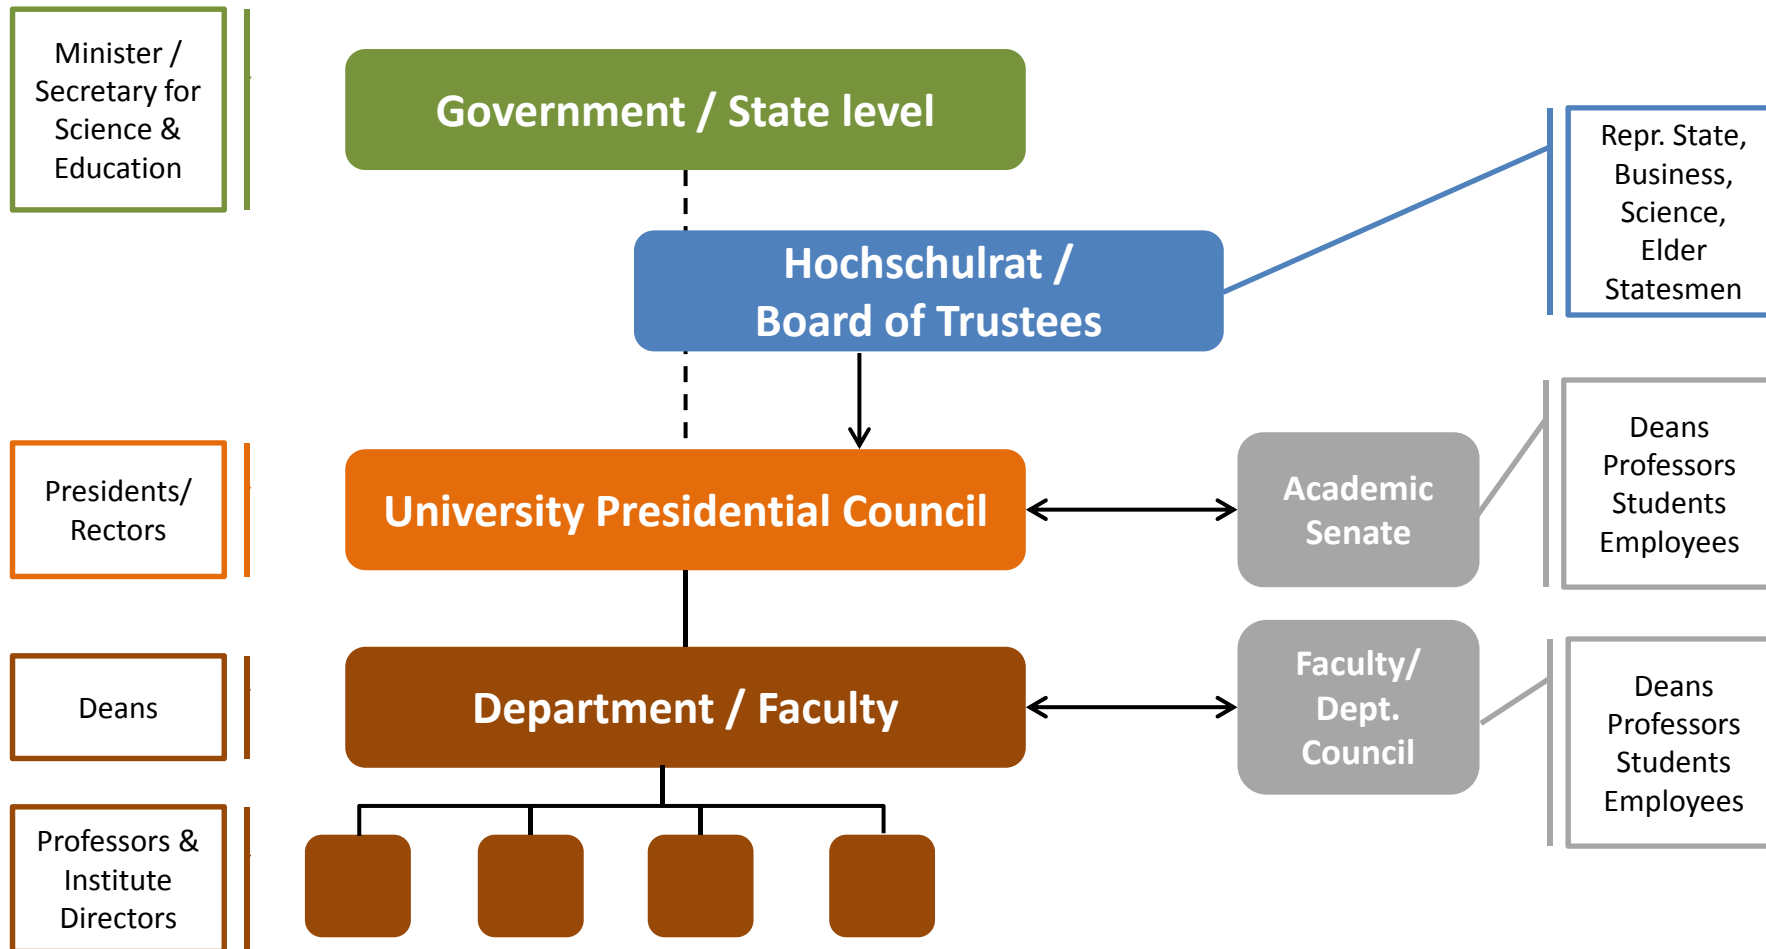 Minister /
Secretary for
Science &
Education
Government / State level
Repr. State,
Business,
Science,
Elder
Statesmen
Hochschulrat /
Board of Trustees
Presidents/
Rectors
University Presidential Council
Academic
Senate
Deans
Professors
Students
Employees
Deans
Department / Faculty
Faculty/
Dept.
Council
Deans
Professors
Students
Employees
Professors &
Institute
Directors